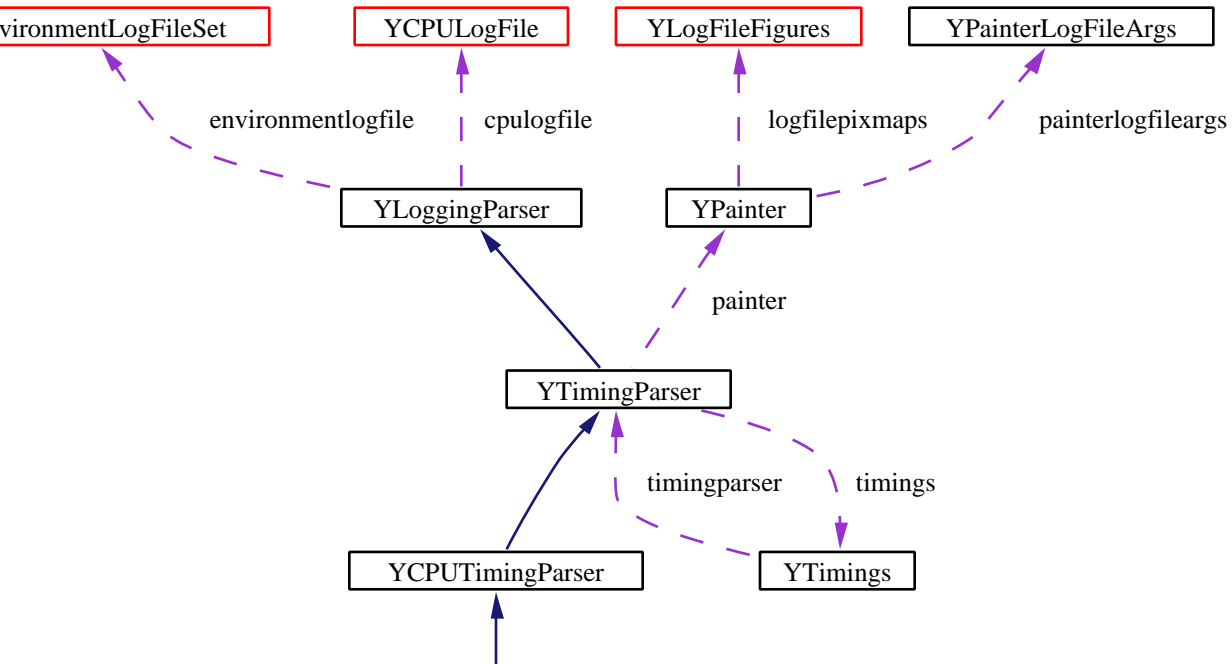 vironmentLogFileSet
YCPULogFile
YLogFileFigures
YPainterLogFileArgs
environmentlogfile
cpulogfile
logfilepixmaps
painterlogfileargs
YLoggingParser
YPainter
painter
YTimingParser
timingparser
timings
YCPUTimingParser
YTimings